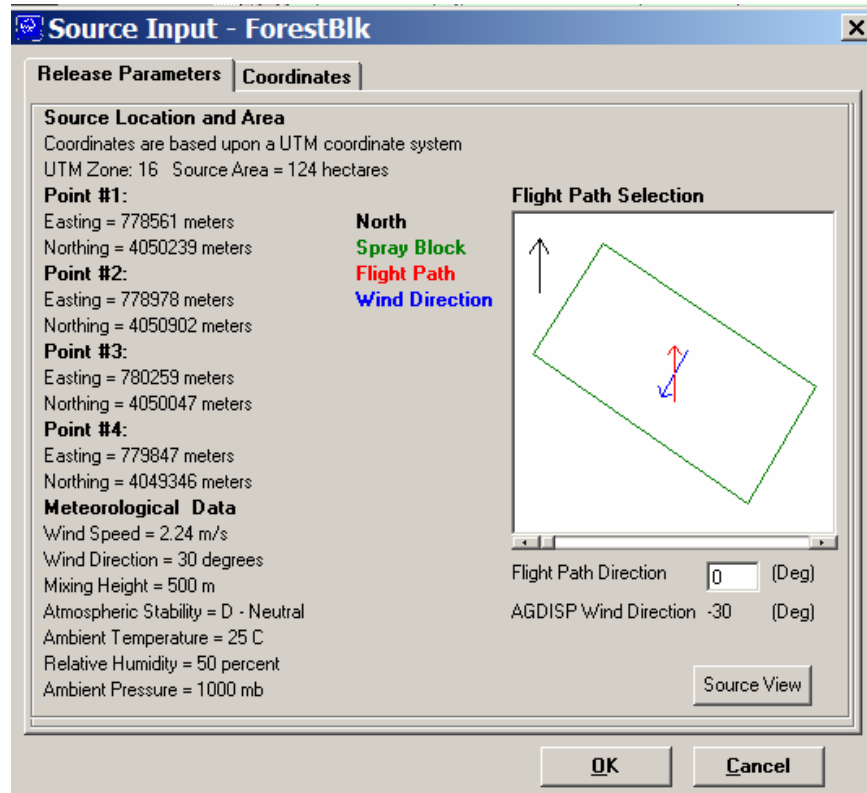 Source Input - ForestBlk
Release Parameters
Coordinates
Source Location and Area
Coordinates are based upon a UTM coordinate system
UTM Zone: 16 Source Area = 124 hectares
Point #1:
Easting = 778561 meters
Northing = 4050239 meters
Point #2:
Easting = 778978 meters
Northing = 4050902 meters
Point #3:
Easting = 780259 meters
Northing = 4050047 meters
Point #4:
Easting = 779847 meters
Northing = 4049346 meters
Meteorological Data
Wind Speed = 2.24 m/s
Wind Direction = 30 degrees
Mixing Height = 500 m
Atmospheric Stability = D - Neutral
Ambient Temperature = 25 C
Relative Humidity = 50 percent
Ambient Pressure = 1000 mb
North
Spray Block
Flight Path
Wind Direction
Flight Path Selection
Flight Path Direction 0 (Deg)
AGDISP Wind Direction -30 (Deg)
Source View
OK
Cancel